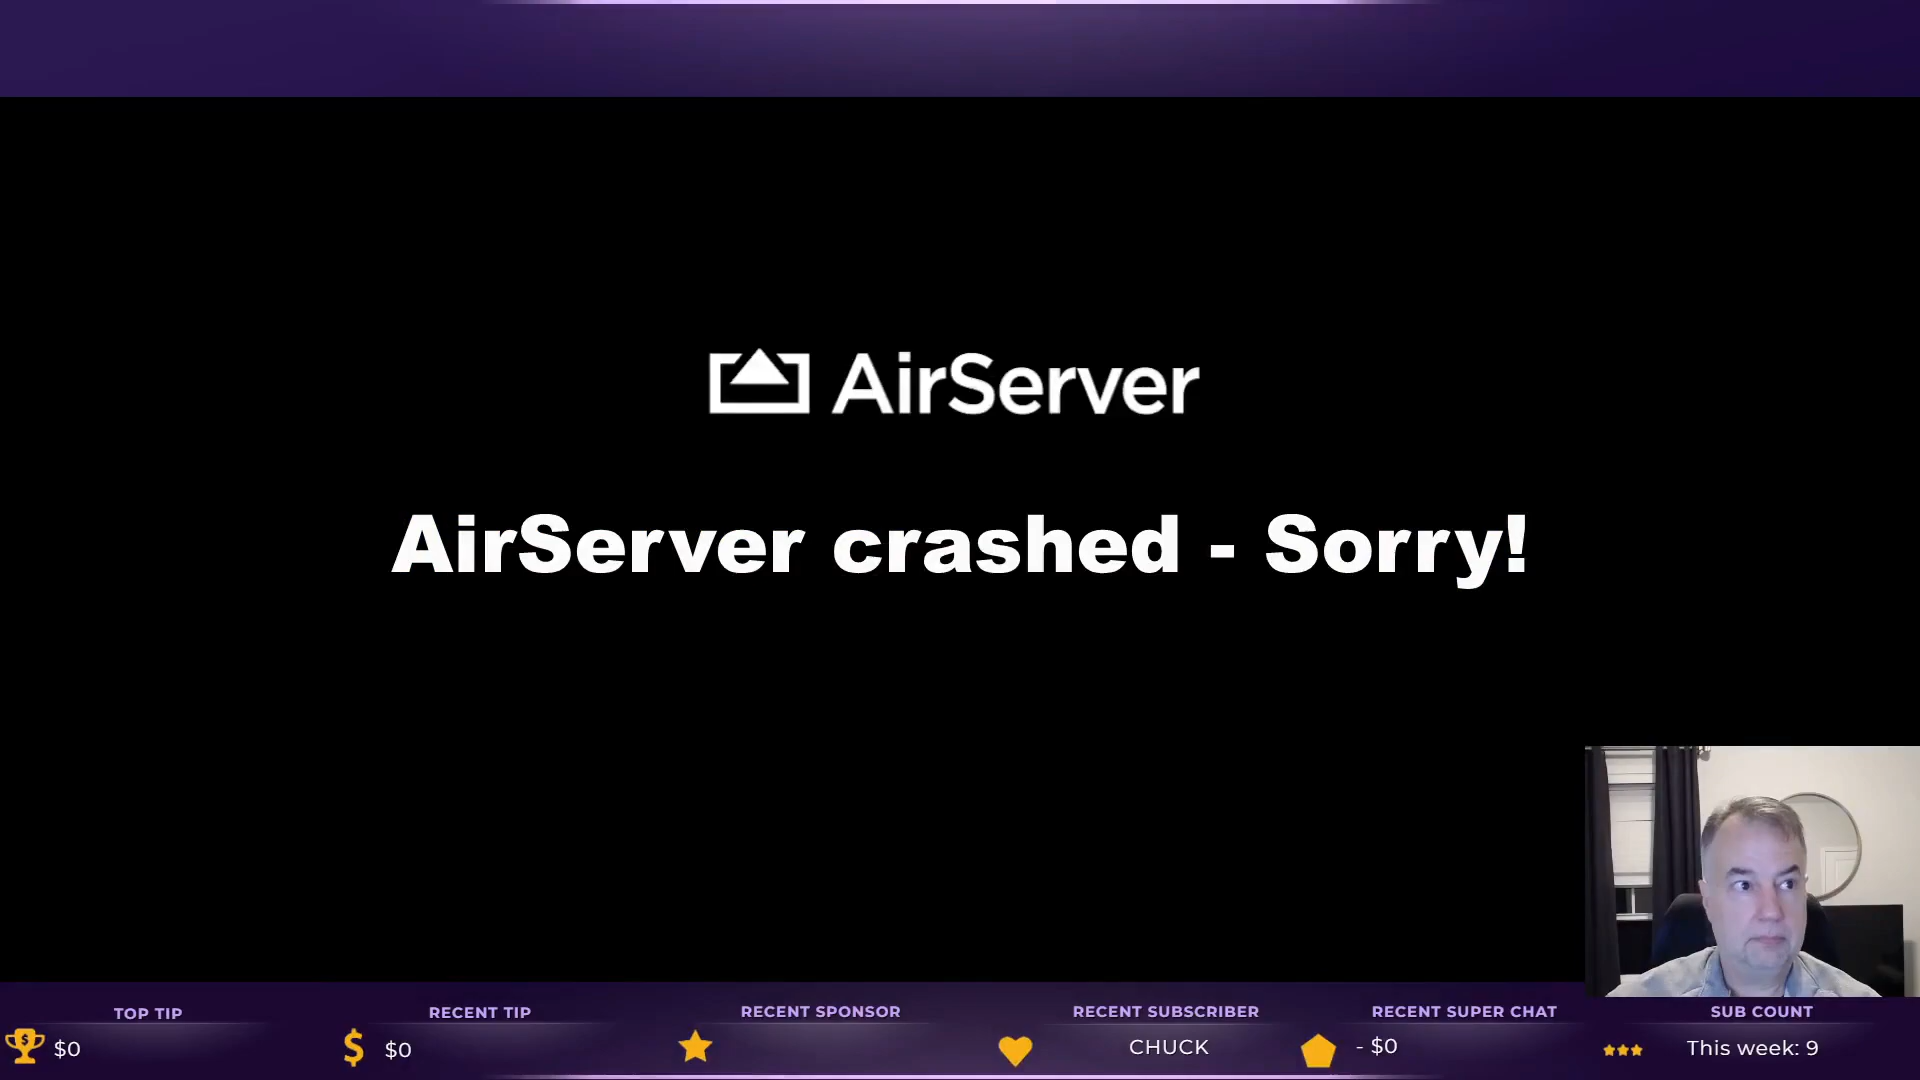 AirServer
AirServer crashed - Sorry!
TOP TIP
$0
RECENT TIP
$0
RECENT SPONSOR
RECENT SUBSCRIBER
CHUCK
RECENT SUPER CHAT
- $0
SUB COUNT
This week: 9